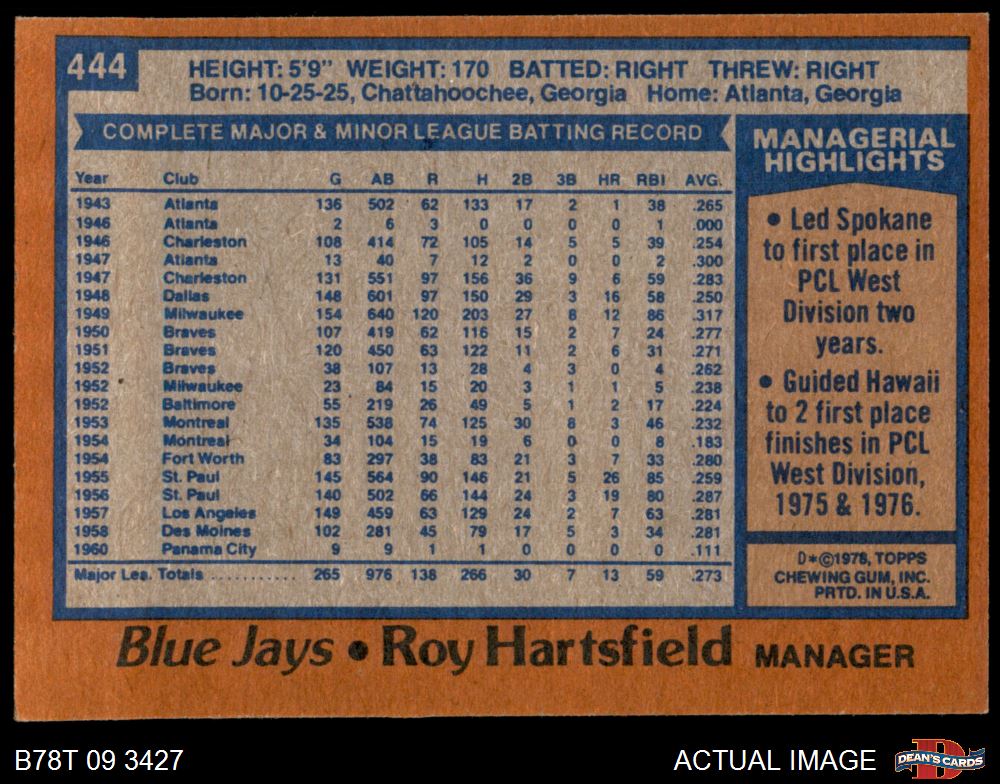 444
HEIGHT: 5'9" WEIGHT: 170 BATTED: RIGHT THREW: RIGHT
Born: 10-25-25, Chattahoochee, Georgia Home: Atlanta, Georgia
COMPLETE MAJOR & MINOR LEAGUE BATTING RECORD
Year Club G AB R H 2B 3B HR RBI AVG.
1943 Atlanta 136 502 62 133 17 2 1 38 .265
1946 Atlanta 2 6 3 0 0 0 0 1 .000
1946 Charleston 108 414 72 105 14 5 5 39 .254
1947 Atlanta 13 40 7 12 2 0 0 2 .300
1947 Charleston 131 551 97 156 36 9 6 59 .283
1948 Dallas 148 601 97 150 29 3 16 58 .250
1949 Milwaukee 154 640 120 203 27 8 12 86 .317
1950 Braves 107 419 62 116 15 2 7 24 .277
1951 Braves 120 450 63 122 11 2 6 31 .271
1952 Braves 38 107 13 28 4 3 0 4 .262
1952 Milwaukee 23 84 15 20 3 1 1 5 .238
1952 Baltimore 55 219 26 49 5 1 2 17 .224
1953 Montreal 135 538 74 125 30 8 3 46 .232
1954 Montreal 34 104 15 19 6 0 0 8 .183
1954 Fort Worth 83 297 38 83 21 3 7 33 .280
1955 St. Paul 145 564 90 146 21 5 26 85 .259
1956 St. Paul 140 502 66 144 24 3 19 80 .287
1957 Los Angeles 149 459 63 129 24 2 7 63 .281
1958 Des Moines 102 281 45 79 17 5 3 34 .281
1960 Panama City 9 9 1 1 0 0 0 0 .111
Major Lea. Totals ........... 265 976 138 266 30 7 13 59 .273
MANAGERIAL
HIGHLIGHTS
• Led Spokane
to first place in
PCL West
Division two
years.
• Guided Hawaii
to 2 first place
finishes in PCL
West Division,
1975 & 1976.
D*©1978, TOPPS
CHEWING GUM, INC.
PRTD. IN U.S.A.
Blue Jays • Roy Hartsfield MANAGER
B78T 09 3427 ACTUAL IMAGE
DEAN'S CARDS